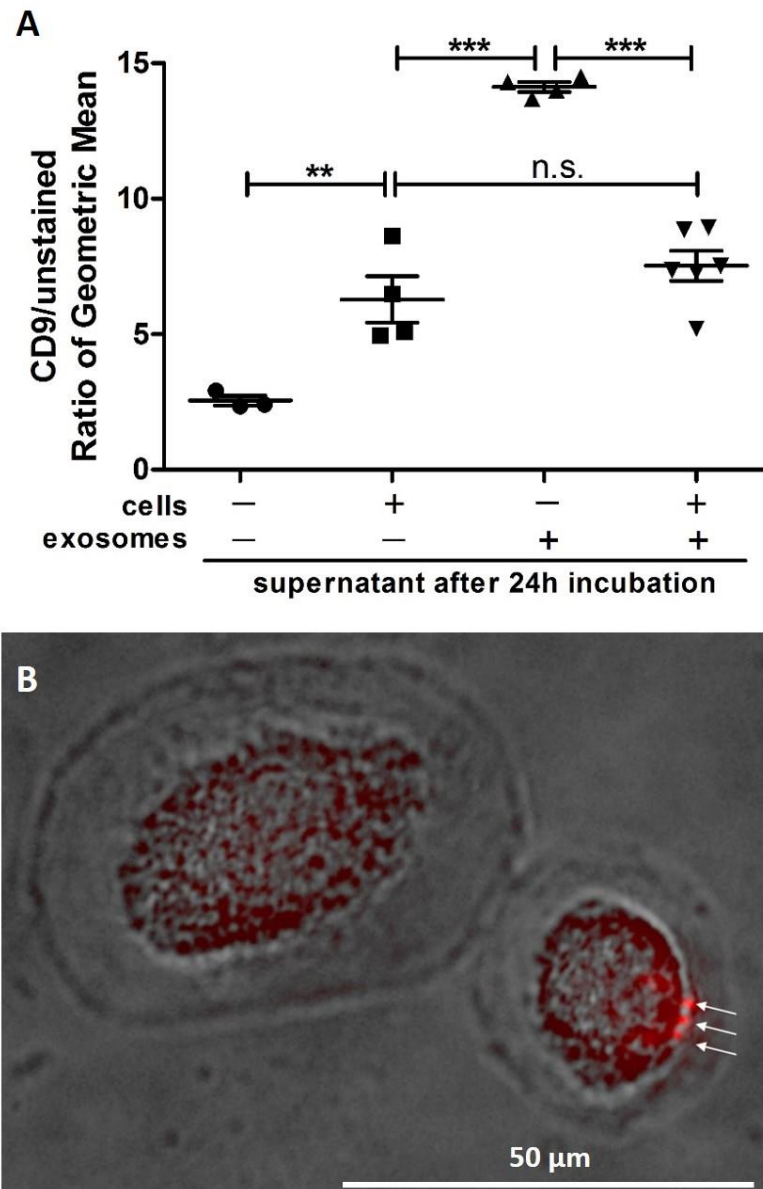 A
CD9/unstained
Ratio of Geometric Mean
15
10
5
0
*** ***
** n.s.
cells — + — +
exosomes — — + +
supernatant after 24h incubation
B
50 µm